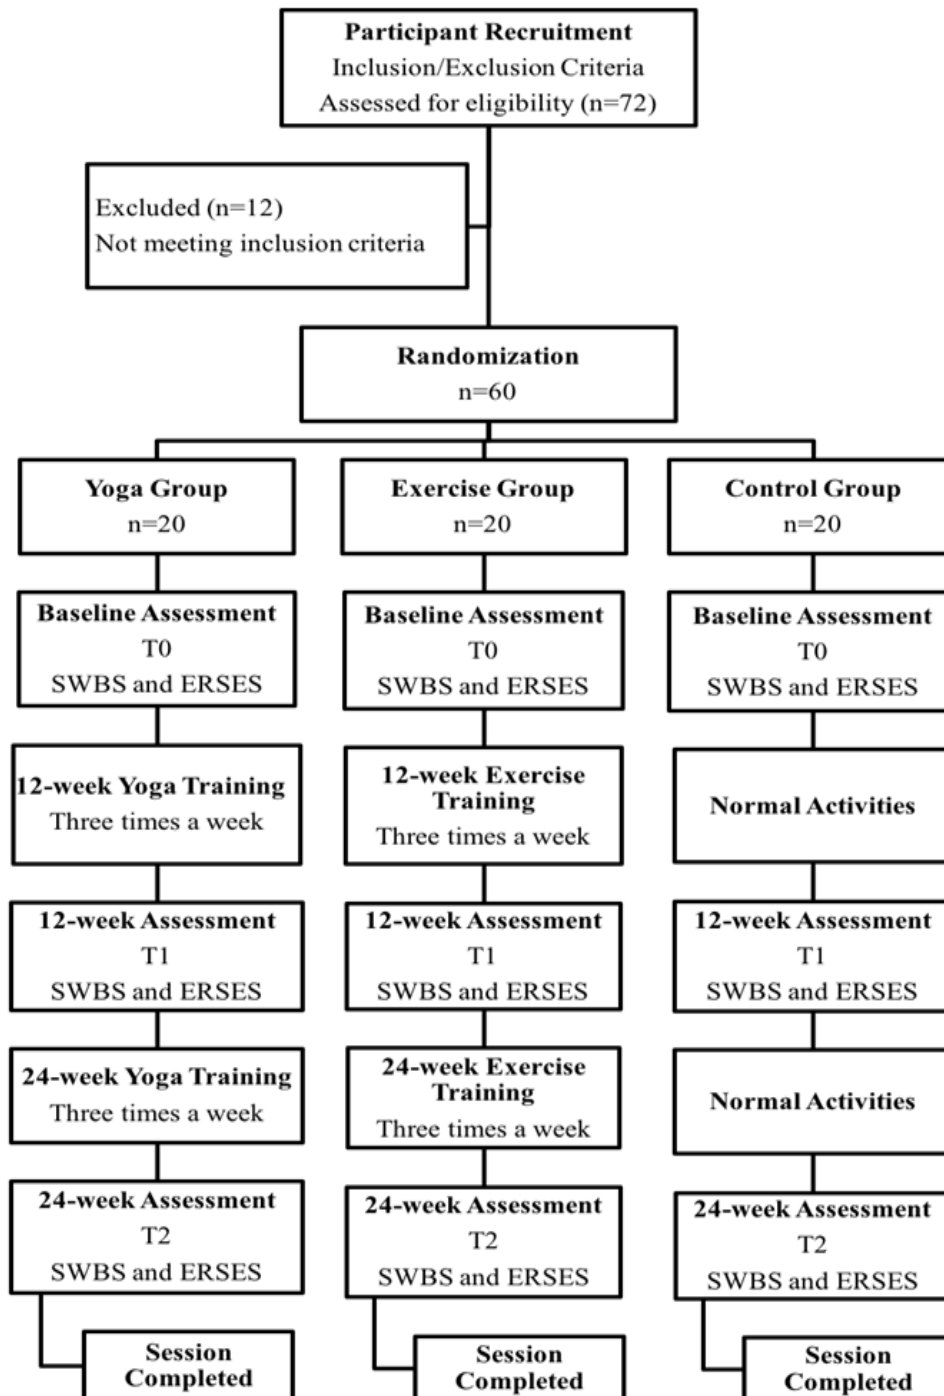 Participant Recruitment
Inclusion/Exclusion Criteria
Assessed for eligibility (n=72)
Excluded (n=12)
Not meeting inclusion criteria
Randomization
n=60
Yoga Group
n=20
Exercise Group
n=20
Control Group
n=20
Baseline Assessment
T0
SWBS and ERSES
Baseline Assessment
T0
SWBS and ERSES
Baseline Assessment
T0
SWBS and ERSES
12-week Yoga Training
Three times a week
12-week Exercise
Training
Three times a week
Normal Activities
12-week Assessment
T1
SWBS and ERSES
12-week Assessment
T1
SWBS and ERSES
12-week Assessment
T1
SWBS and ERSES
24-week Yoga Training
Three times a week
24-week Exercise
Training
Three times a week
Normal Activities
24-week Assessment
T2
SWBS and ERSES
24-week Assessment
T2
SWBS and ERSES
24-week Assessment
T2
SWBS and ERSES
Session
Completed
Session
Completed
Session
Completed